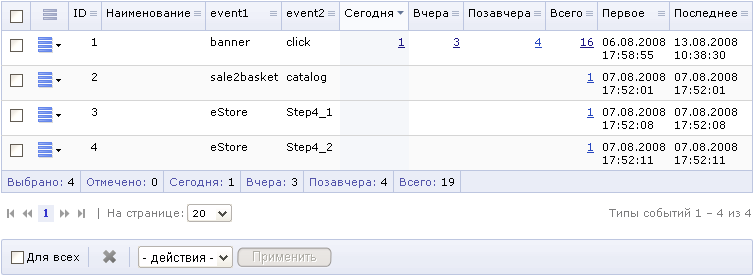 ID Наименование event1 event2 Сегодня Вчера Позавчера Всего Первое Последнее
1 banner click 1 3 4 16 06.08.2008 13.08.2008
17:58:55 10:38:30
2 sale2basket catalog 1 07.08.2008 07.08.2008
17:52:01 17:52:01
3 eStore Step4_1 1 07.08.2008 07.08.2008
17:52:08 17:52:08
4 eStore Step4_2 1 07.08.2008 07.08.2008
17:52:11 17:52:11
Выбрано: 4 Отмечено: 0 Сегодня: 1 Вчера: 3 Позавчера: 4 Всего: 19
1 | На странице: 20 Типы событий 1 - 4 из 4
Для всех - действия - Применить